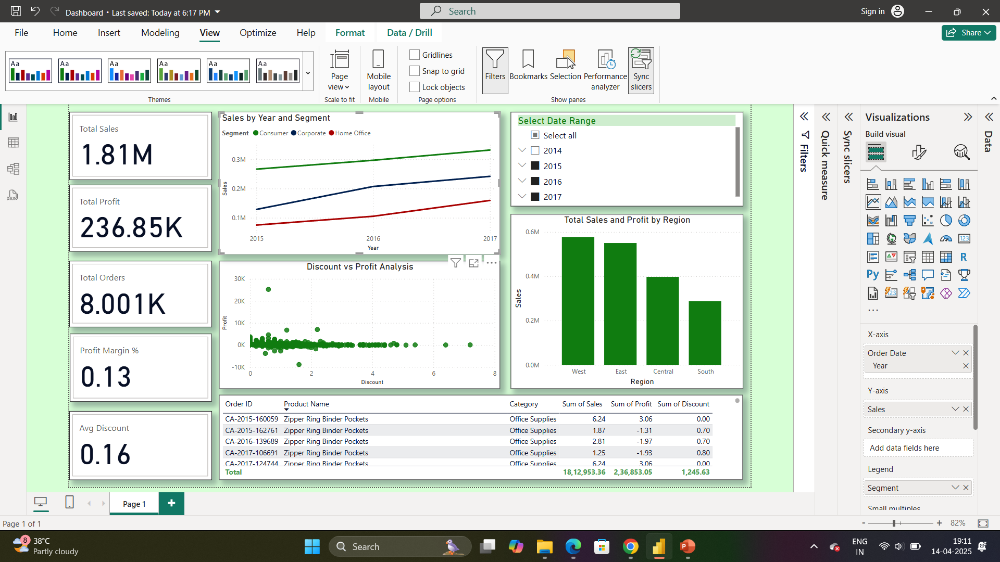 Dashboard • Last saved: Today at 6:17 PM
Search
Sign in
File
Home
Insert
Modeling
View
Optimize
Help
Format
Data / Drill
Share
Aa
Aa
Aa
Aa
Aa
Aa
Themes
Page view
Scale to fit
Mobile layout
Mobile
Gridlines
Snap to grid
Lock objects
Page options
Filters
Bookmarks
Selection
Performance analyzer
Sync slicers
Show panes
Total Sales
1.81M
Total Profit
236.85K
Total Orders
8.001K
Profit Margin %
0.13
Avg Discount
0.16
Sales by Year and Segment
Segment Consumer Corporate Home Office
0.3M
0.2M
0.1M
Sales
2015 2016 2017
Year
Discount vs Profit Analysis
30K
20K
10K
0K
-10K
Profit
0 2 4 6 8
Discount
Select Date Range
Select all
2014
2015
2016
2017
Total Sales and Profit by Region
0.6M
0.4M
0.2M
0.0M
Sales
West East Central South
Region
Order ID Product Name Category Sum of Sales Sum of Profit Sum of Discount
CA-2015-160059 Zipper Ring Binder Pockets Office Supplies 6.24 3.06 0.00
CA-2015-162761 Zipper Ring Binder Pockets Office Supplies 1.87 -1.31 0.70
CA-2016-139689 Zipper Ring Binder Pockets Office Supplies 2.81 -1.97 0.70
CA-2017-106691 Zipper Ring Binder Pockets Office Supplies 1.25 -1.93 0.80
CA-2017-124744 Zipper Ring Binder Pockets Office Supplies 6.24 3.06 0.00
Total 18,12,953.36 2,36,853.05 1,245.63
Filters
Quick measure
Sync slicers
Visualizations
Build visual
123
R
Py
123
X-axis
Order Date
Year
Y-axis
Sales
Secondary y-axis
Add data fields here
Legend
Segment
Small multiples
Data
DAX
Page 1
Page 1 of 1
- + 82%
8
38°C
Partly cloudy
Search
P
ENG
IN
19:11
14-04-2025